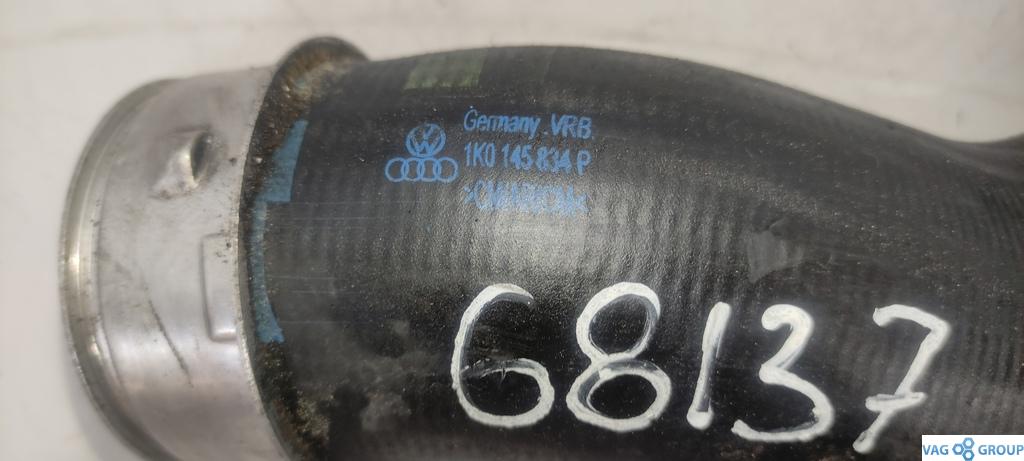 Germany VRB
1K0 145 834 P
68137
VAG GROUP